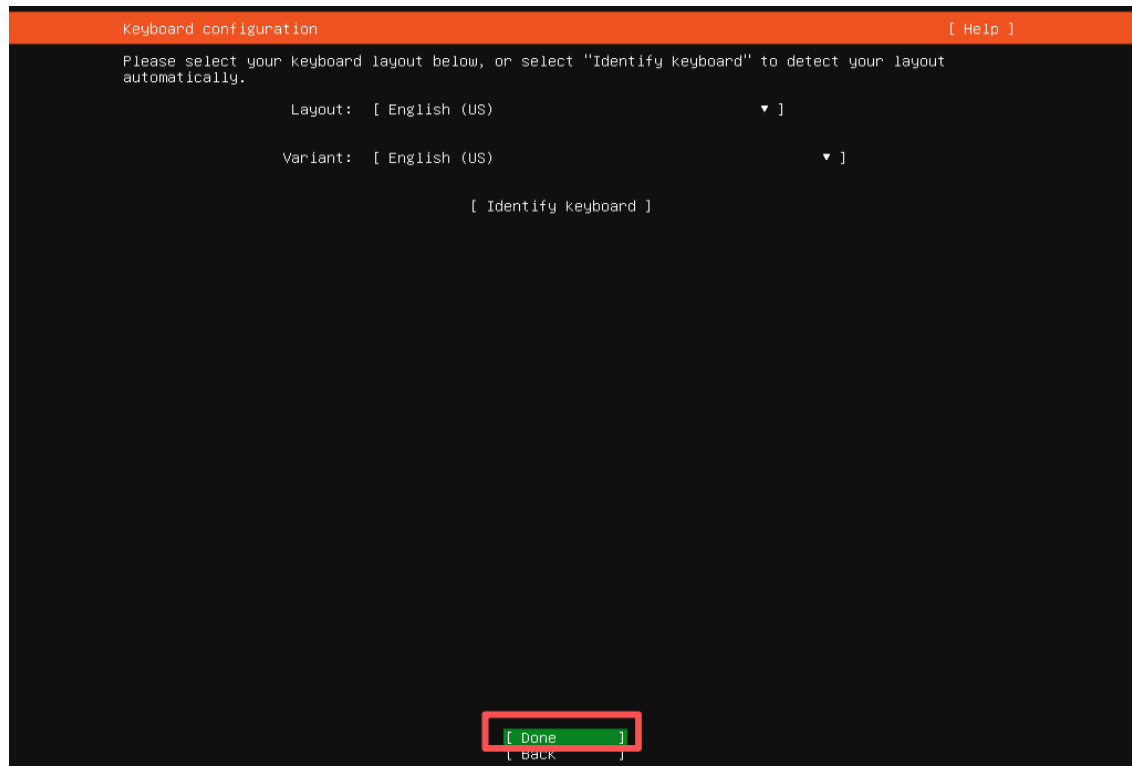 Keyboard configuration [ Help ]
Please select your keyboard layout below, or select "Identify keyboard" to detect your layout
automatically.
Layout: [ English (US) ▾ ]
Variant: [ English (US) ▾ ]
[ Identify keyboard ]
[ Done ]
[ Back ]